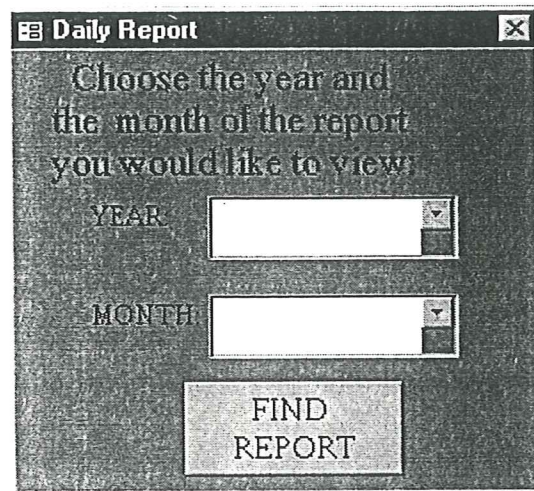 Daily Report
Choose the year and
the month of the report
you would like to view:
YEAR
MONTH:
FIND
REPORT